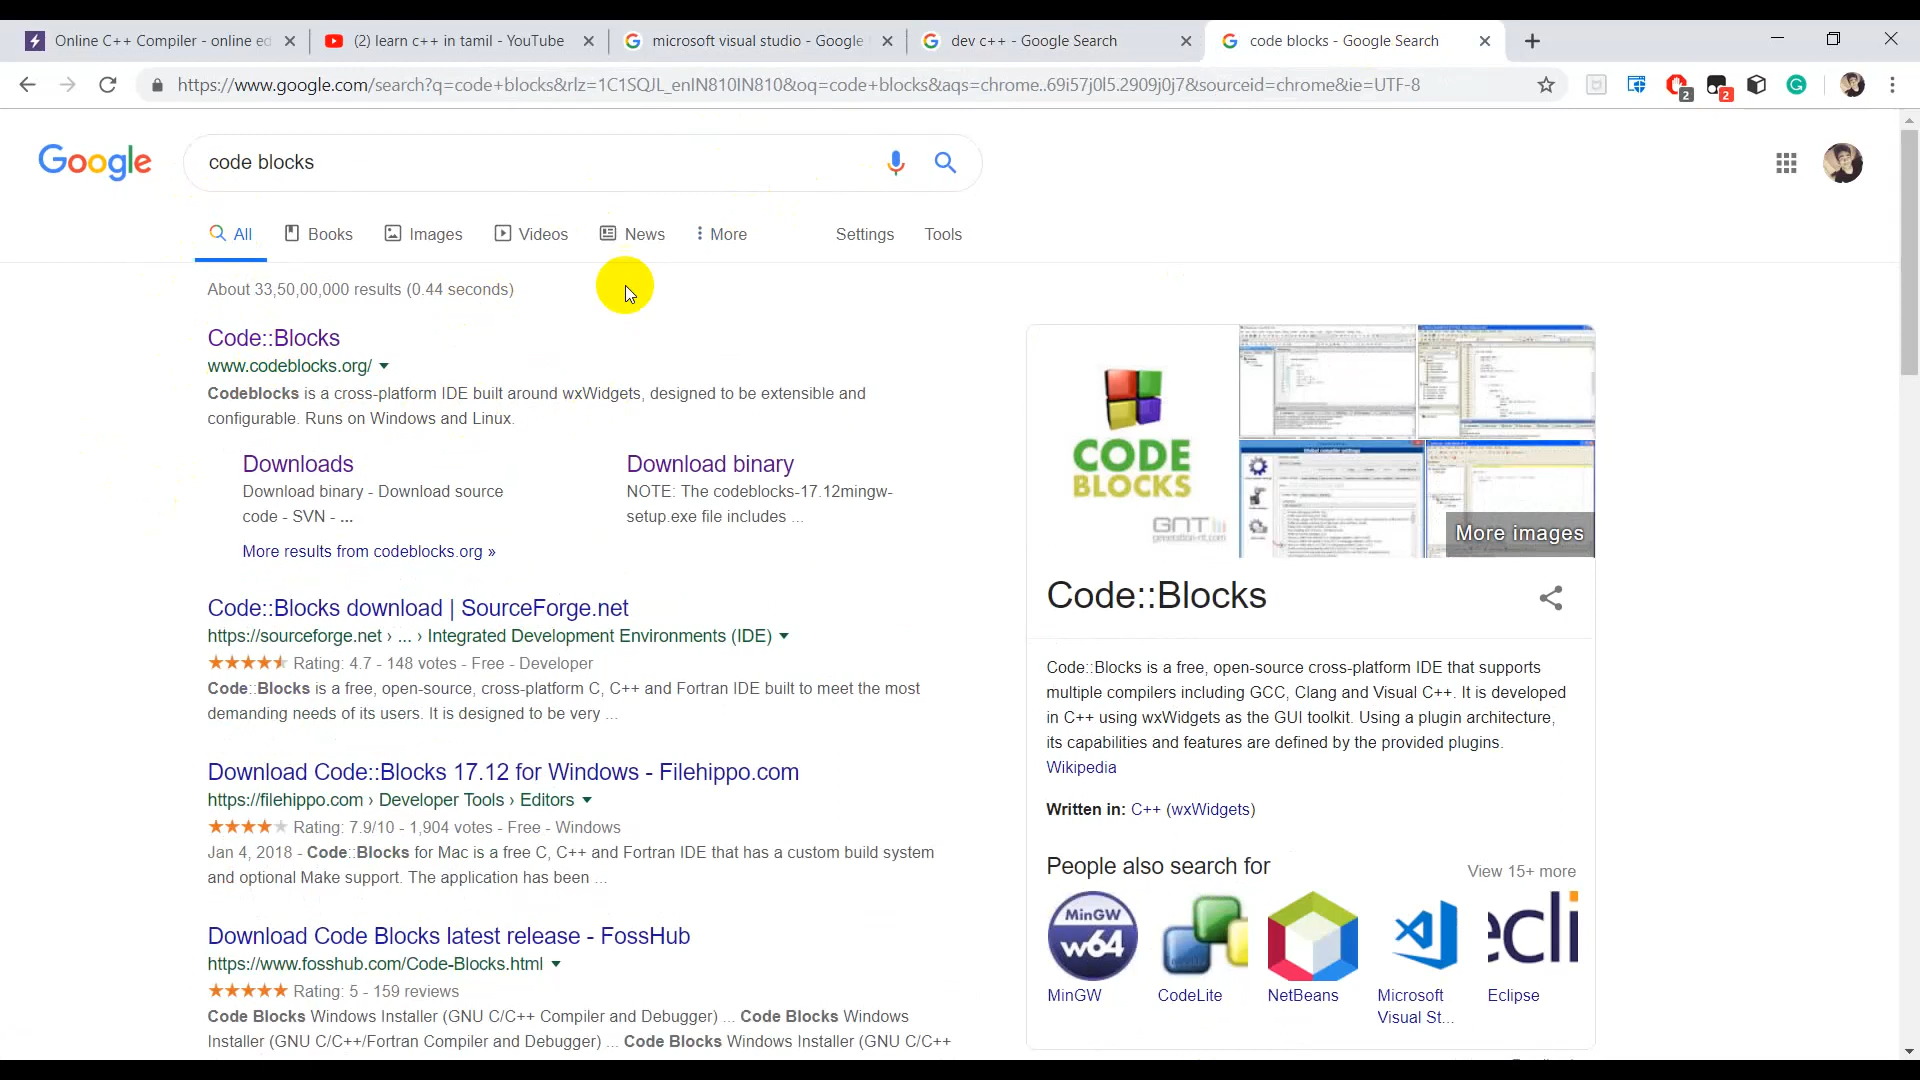 Online C++ Compiler - online ed
(2) learn c++ in tamil - YouTube
microsoft visual studio - Google
dev c++ - Google Search
code blocks - Google Search
https://www.google.com/search?q=code+blocks&rlz=1C1SQJL_enIN810IN810&oq=code+blocks&aqs=chrome..69i57j0l5.2909j0j7&sourceid=chrome&ie=UTF-8
2
2
Google
code blocks
All
Books
Images
Videos
News
More
Settings
Tools
About 33,50,00,000 results (0.44 seconds)
Code::Blocks
www.codeblocks.org/
Codeblocks is a cross-platform IDE built around wxWidgets, designed to be extensible and
configurable. Runs on Windows and Linux.
Downloads
Download binary - Download source
code - SVN - ...
Download binary
NOTE: The codeblocks-17.12mingw-
setup.exe file includes ...
More results from codeblocks.org »
Code::Blocks download | SourceForge.net
https://sourceforge.net › ... › Integrated Development Environments (IDE)
Rating: 4.7 - 148 votes - Free - Developer
Code::Blocks is a free, open-source, cross-platform C, C++ and Fortran IDE built to meet the most
demanding needs of its users. It is designed to be very ...
Download Code::Blocks 17.12 for Windows - Filehippo.com
https://filehippo.com › Developer Tools › Editors
Rating: 7.9/10 - 1,904 votes - Free - Windows
Jan 4, 2018 - Code::Blocks for Mac is a free C, C++ and Fortran IDE that has a custom build system
and optional Make support. The application has been ...
Download Code Blocks latest release - FossHub
https://www.fosshub.com/Code-Blocks.html
Rating: 5 - 159 reviews
Code Blocks Windows Installer (GNU C/C++ Compiler and Debugger) ... Code Blocks Windows
Installer (GNU C/C++/Fortran Compiler and Debugger) ... Code Blocks Windows Installer (GNU C/C++
CODE
BLOCKS
GNT
generation-nt.com
More images
Code::Blocks
Code::Blocks is a free, open-source cross-platform IDE that supports
multiple compilers including GCC, Clang and Visual C++. It is developed
in C++ using wxWidgets as the GUI toolkit. Using a plugin architecture,
its capabilities and features are defined by the provided plugins.
Wikipedia
Written in: C++ (wxWidgets)
People also search for
View 15+ more
MinGW
w64
ecli
MinGW
CodeLite
NetBeans
Microsoft
Visual St...
Eclipse